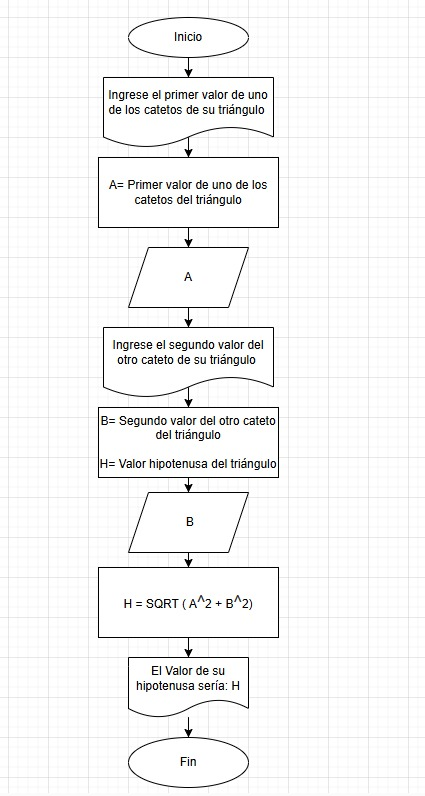 Inicio
Ingrese el primer valor de uno
de los catetos de su triángulo
A= Primer valor de uno de los
catetos del triángulo
A
Ingrese el segundo valor del
otro cateto de su triángulo
B= Segundo valor del otro cateto
del triángulo
H= Valor hipotenusa del triángulo
B
H = SQRT ( A^2 + B^2)
El Valor de su
hipotenusa sería: H
Fin